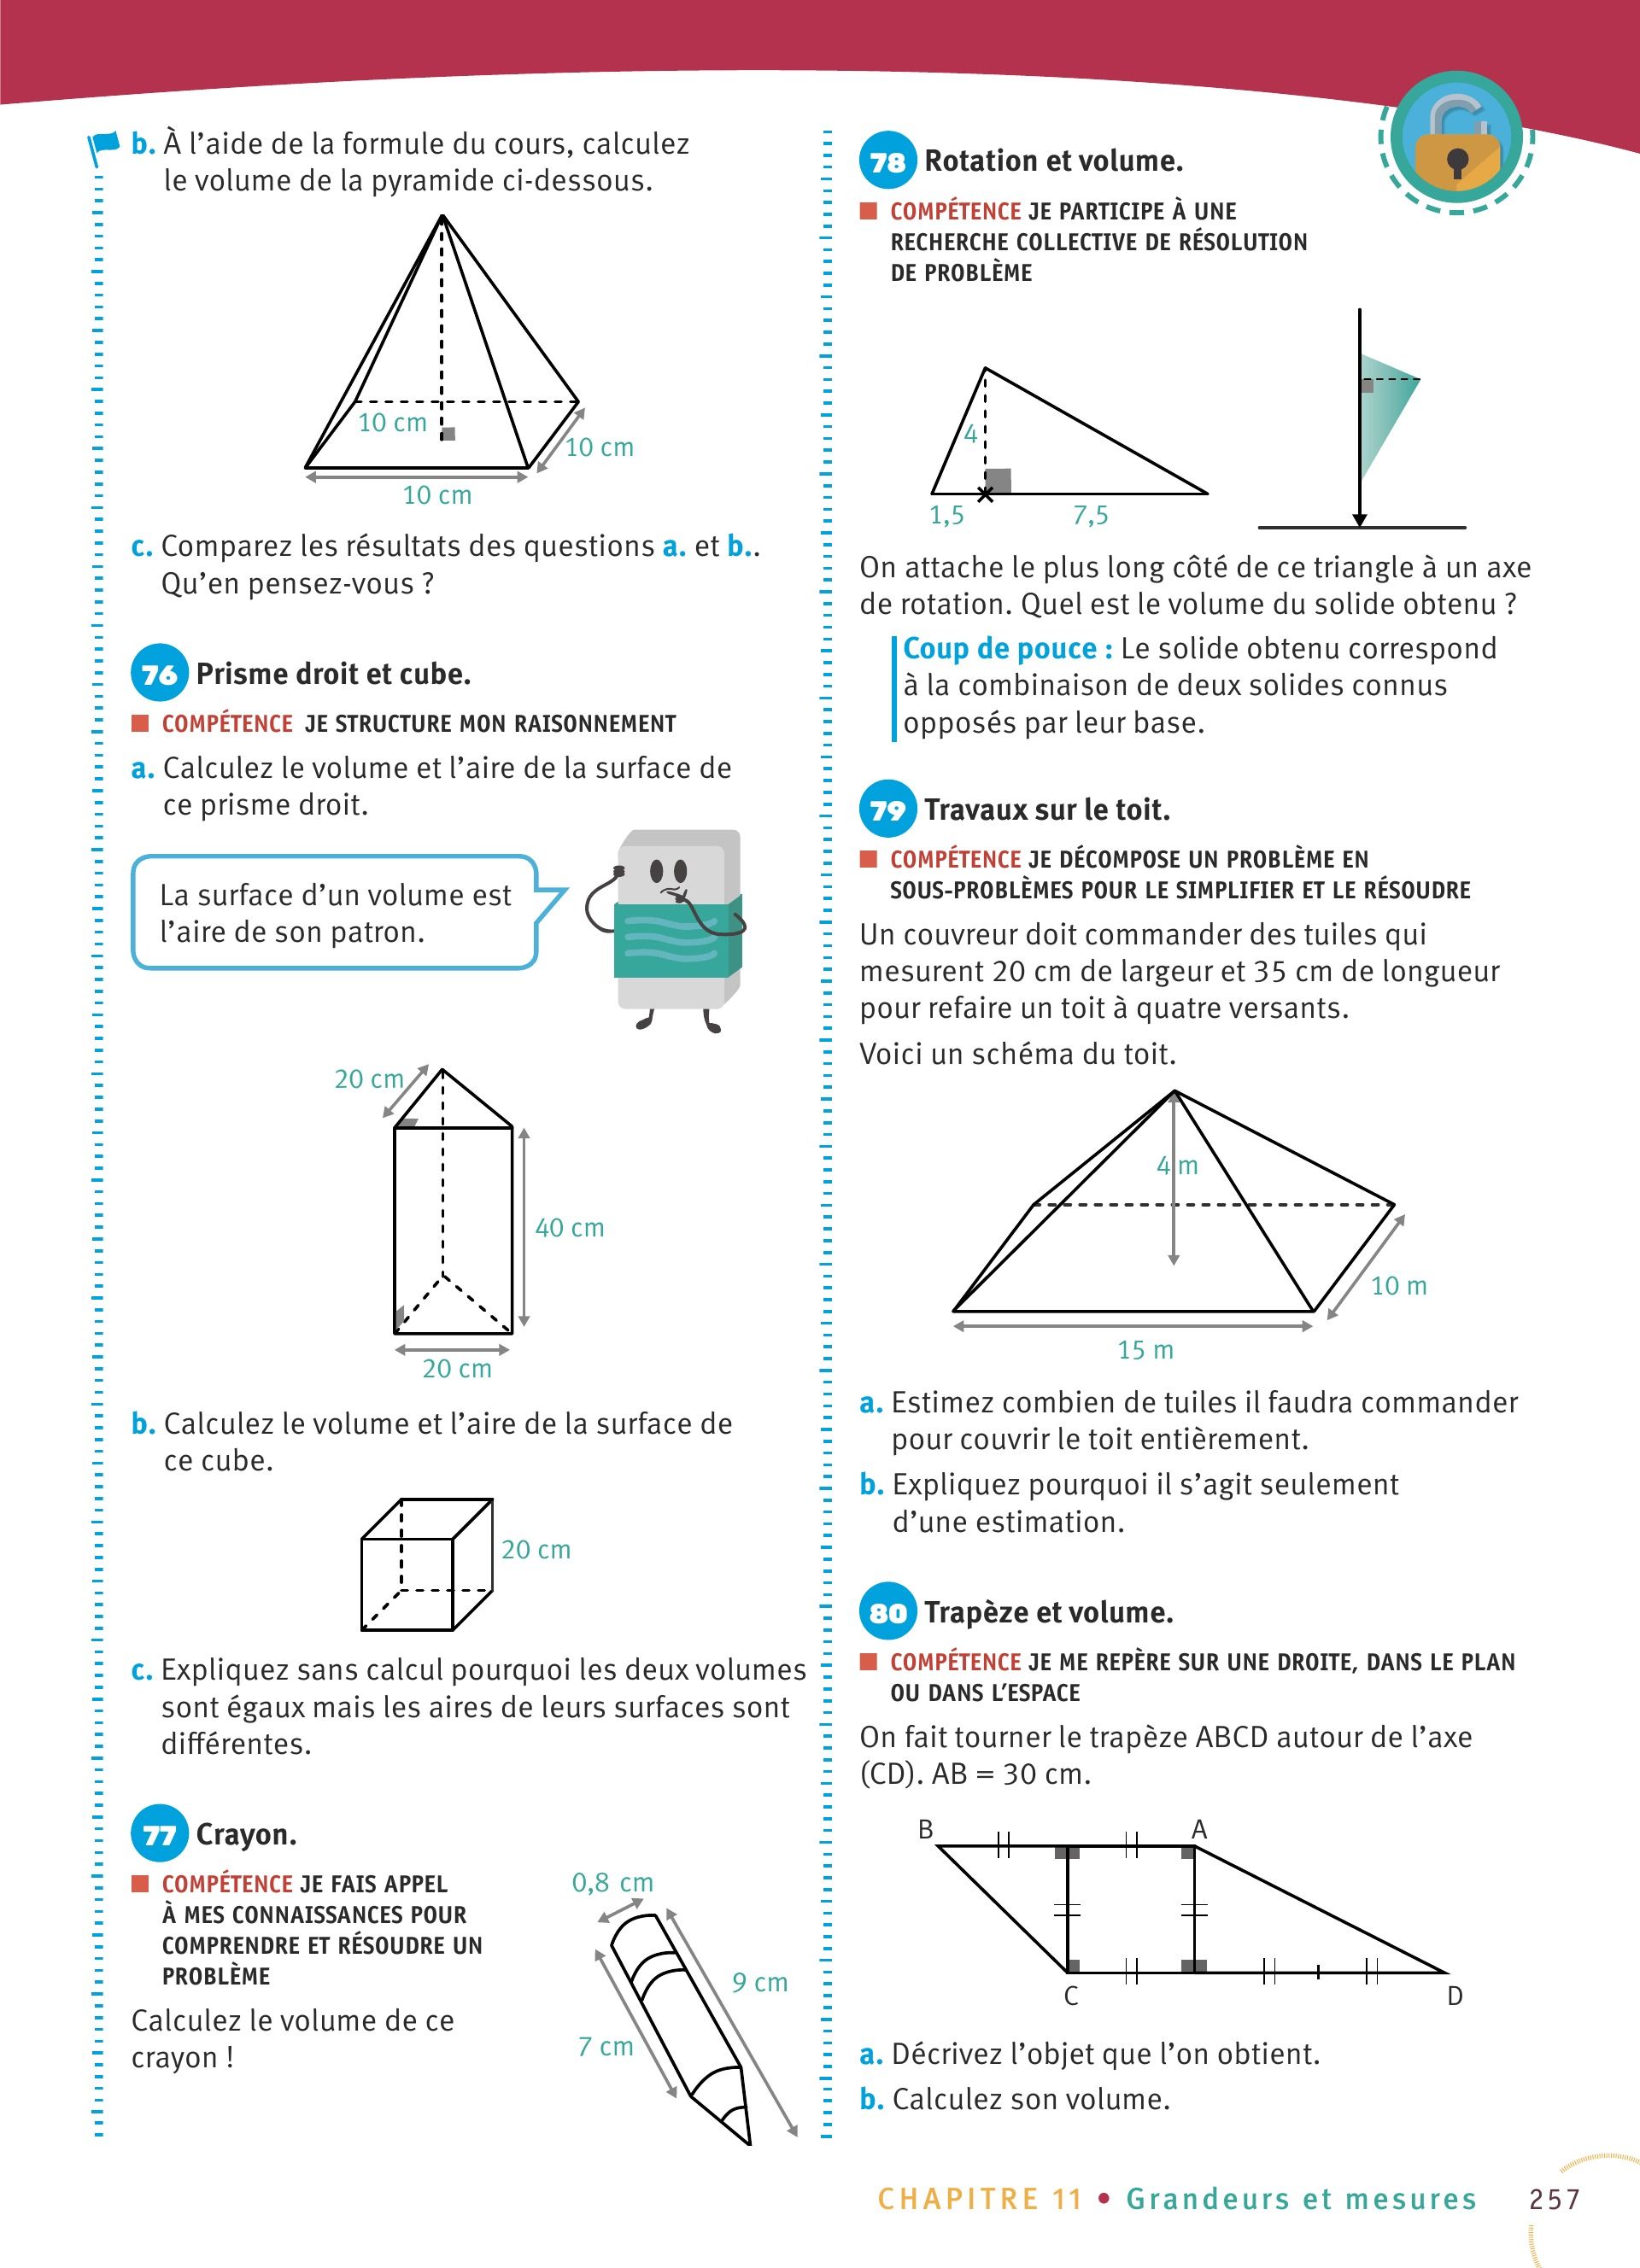 b. À l'aide de la formule du cours, calculez
le volume de la pyramide ci-dessous.
10 cm
10 cm
10 cm
c. Comparez les résultats des questions a. et b..
Qu'en pensez-vous ?
76 Prisme droit et cube.
COMPÉTENCE JE STRUCTURE MON RAISONNEMENT
a. Calculez le volume et l'aire de la surface de
ce prisme droit.
La surface d'un volume est
l'aire de son patron.
20 cm
40 cm
20 cm
b. Calculez le volume et l'aire de la surface de
ce cube.
20 cm
c. Expliquez sans calcul pourquoi les deux volumes
sont égaux mais les aires de leurs surfaces sont
différentes.
77 Crayon.
COMPÉTENCE JE FAIS APPEL
À MES CONNAISSANCES POUR
COMPRENDRE ET RÉSOUDRE UN
PROBLÈME
Calculez le volume de ce
crayon !
0,8 cm
9 cm
7 cm
78 Rotation et volume.
COMPÉTENCE JE PARTICIPE À UNE
RECHERCHE COLLECTIVE DE RÉSOLUTION
DE PROBLÈME
4
1,5
7,5
On attache le plus long côté de ce triangle à un axe
de rotation. Quel est le volume du solide obtenu ?
Coup de pouce : Le solide obtenu correspond
à la combinaison de deux solides connus
opposés par leur base.
79 Travaux sur le toit.
COMPÉTENCE JE DÉCOMPOSE UN PROBLÈME EN
SOUS-PROBLÈMES POUR LE SIMPLIFIER ET LE RÉSOUDRE
Un couvreur doit commander des tuiles qui
mesurent 20 cm de largeur et 35 cm de longueur
pour refaire un toit à quatre versants.
Voici un schéma du toit.
4 m
10 m
15 m
a. Estimez combien de tuiles il faudra commander
pour couvrir le toit entièrement.
b. Expliquez pourquoi il s'agit seulement
d'une estimation.
80 Trapèze et volume.
COMPÉTENCE JE ME REPÈRE SUR UNE DROITE, DANS LE PLAN
OU DANS L'ESPACE
On fait tourner le trapèze ABCD autour de l'axe
(CD). AB = 30 cm.
B
A
C
D
a. Décrivez l'objet que l'on obtient.
b. Calculez son volume.
CHAPITRE 11 • Grandeurs et mesures 257